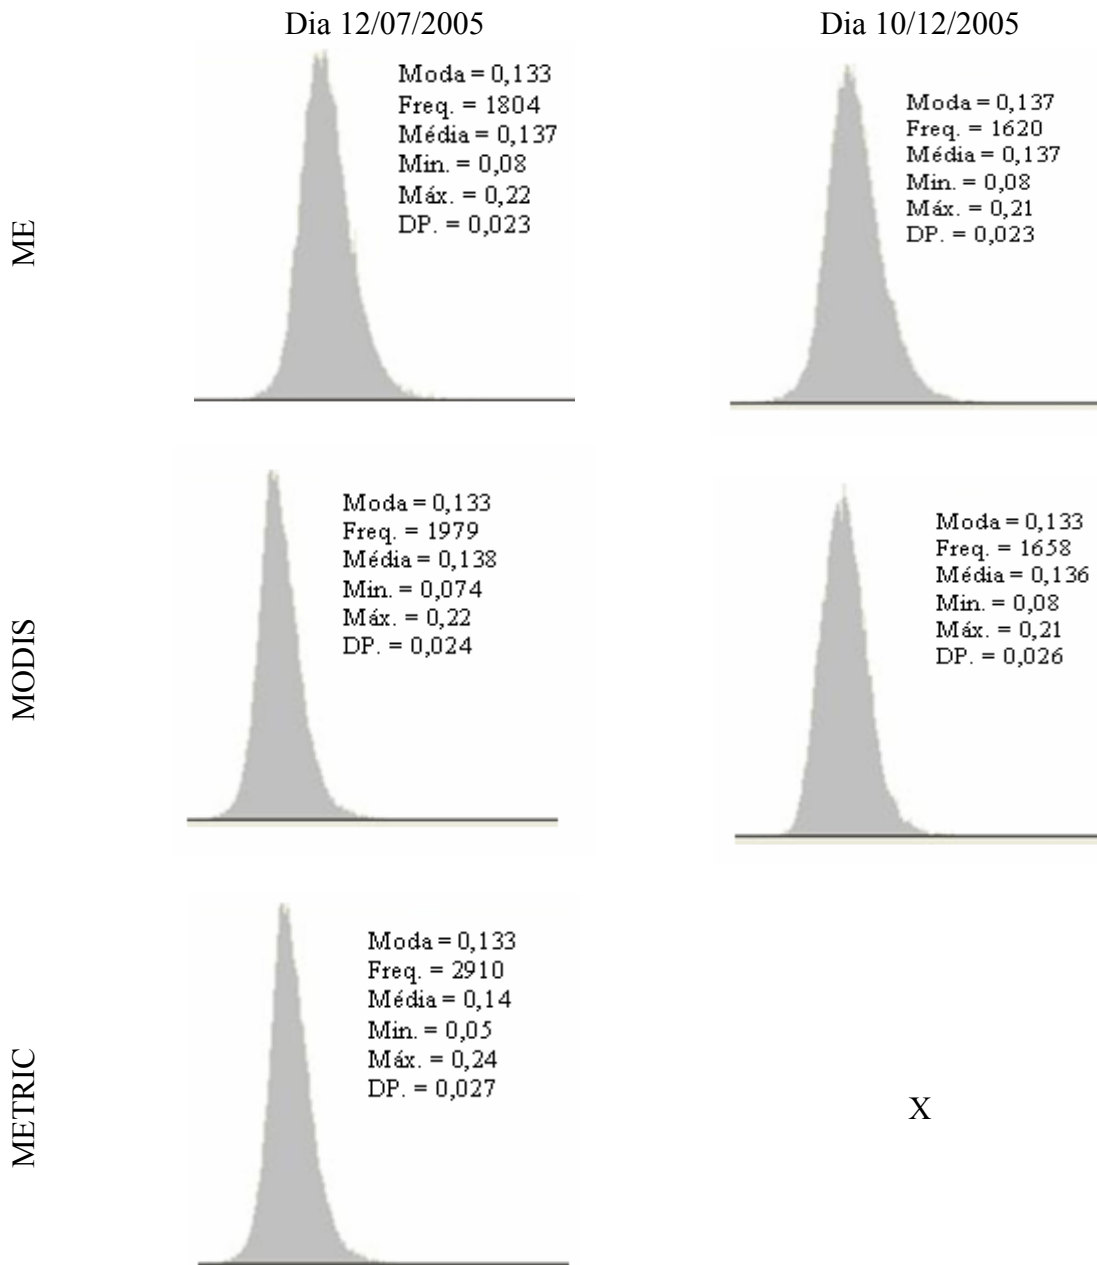 Dia 12/07/2005
Dia 10/12/2005
ME
Moda = 0,133
Freq. = 1804
Média = 0,137
Min. = 0,08
Máx. = 0,22
DP. = 0,023
Moda = 0,137
Freq. = 1620
Média = 0,137
Min. = 0,08
Máx. = 0,21
DP. = 0,023
MODIS
Moda = 0,133
Freq. = 1979
Média = 0,138
Min. = 0,074
Máx. = 0,22
DP. = 0,024
Moda = 0,133
Freq. = 1658
Média = 0,136
Min. = 0,08
Máx. = 0,21
DP. = 0,026
METRIC
Moda = 0,133
Freq. = 2910
Média = 0,14
Min. = 0,05
Máx. = 0,24
DP. = 0,027
X